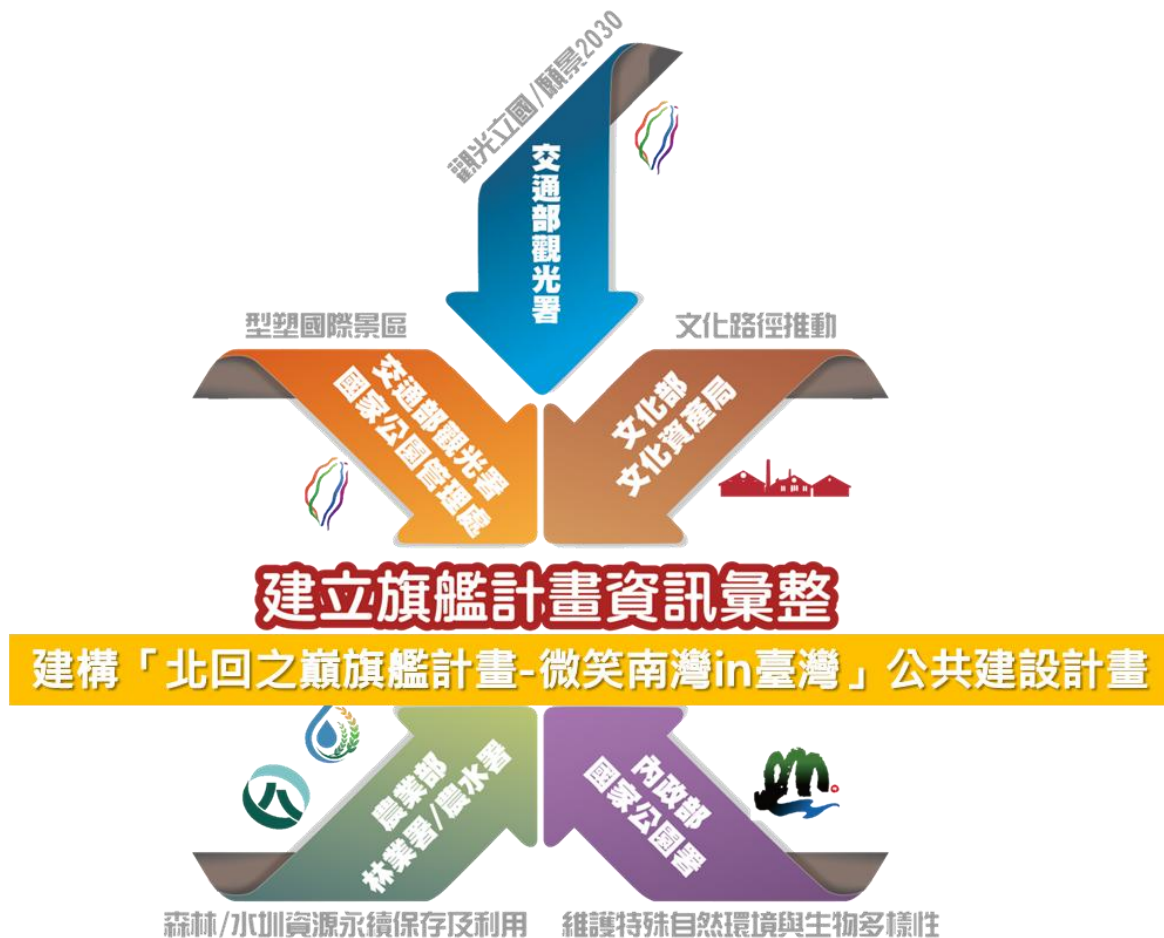 觀光立國/願景2030
交通部觀光署
型塑國際景區
文化路徑推動
交通部觀光署
國家公園管理處
文化部
文化資產局
建立旗艦計畫資訊彙整
建構「北回之巔旗艦計畫-微笑南灣in臺灣」公共建設計畫
農業部
林業署/農水署
內政部
國家公園署
森林/水圳資源永續保存及利用
維護特殊自然環境與生物多樣性